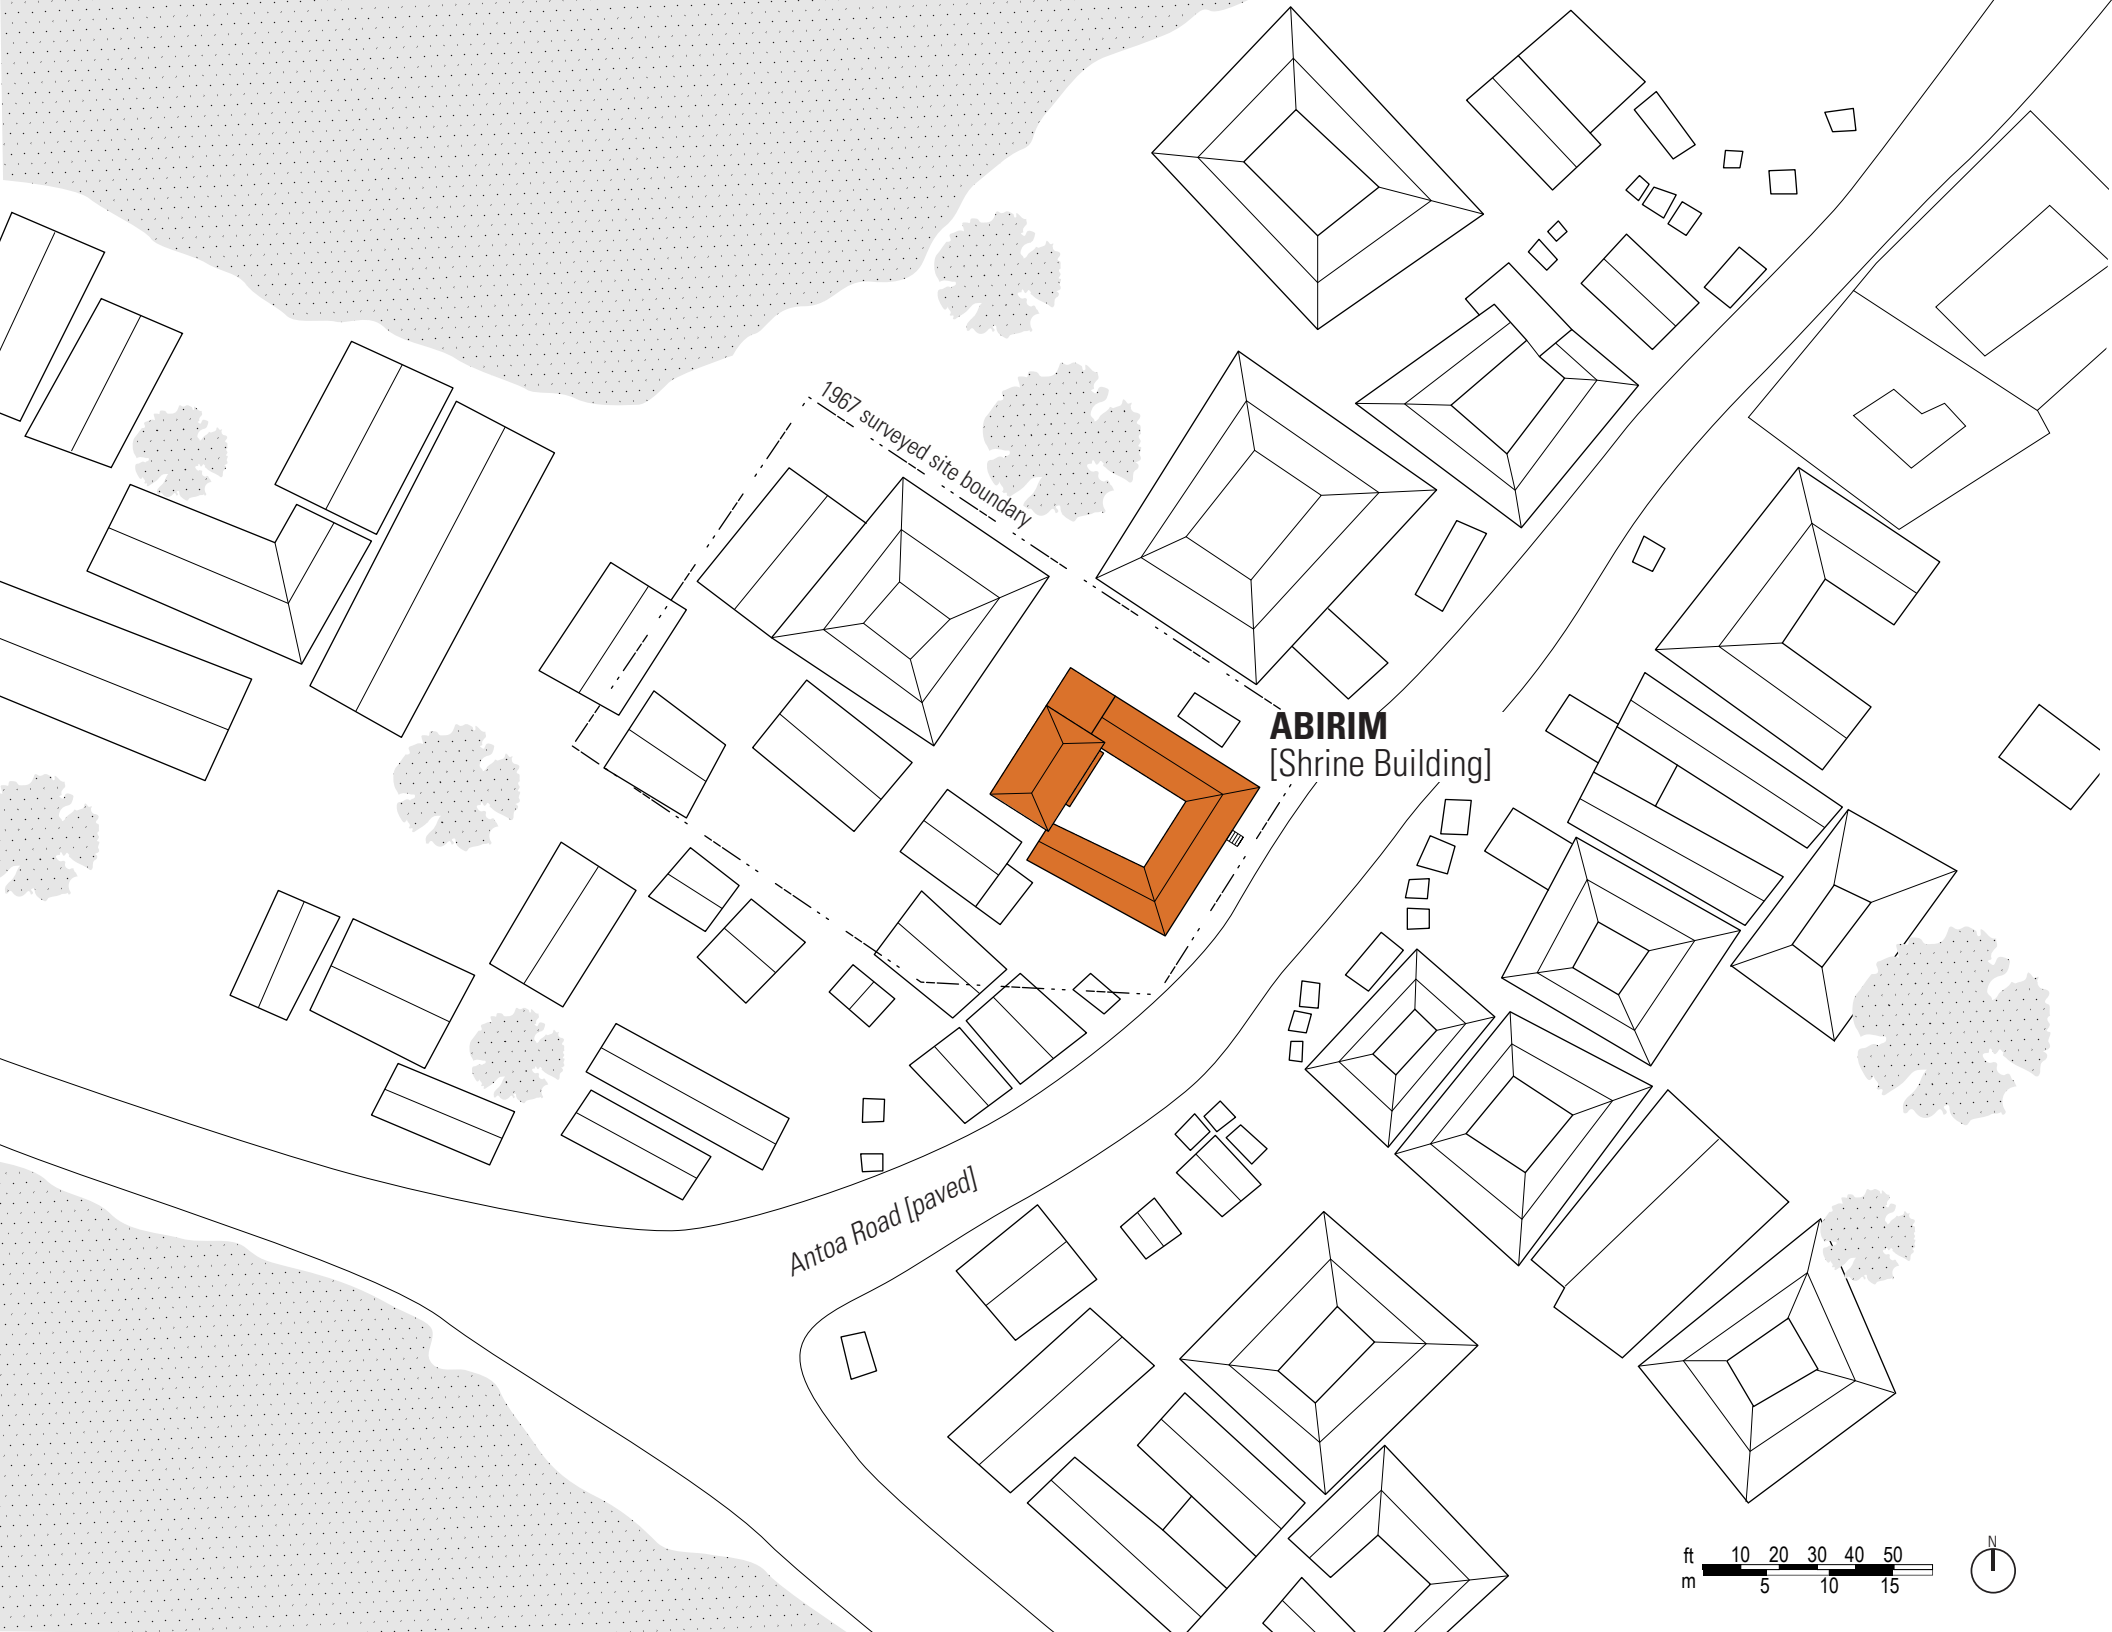 1967 surveyed site boundary
ABIRIM
[Shrine Building]
Antoa Road [paved]
N
ft 10 20 30 40 50
m 5 10 15